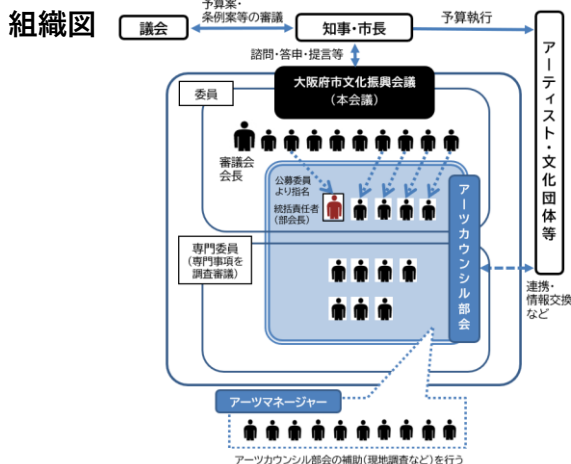 組織図
議会
予算案・
条例案等の審議
知事・市長
予算執行
諮問・答申・提言等
大阪府市文化振興会議
（本会議）
委員
審議会
会長
公募委員
より指名
統括責任者
（部会長）
アーツカウンシル部会
アーティスト・文化団体等
専門委員
（専門事項を
調査審議）
連携・
情報交換
など
アーツマネージャー
アーツカウンシル部会の補助（現地調査など）を行う